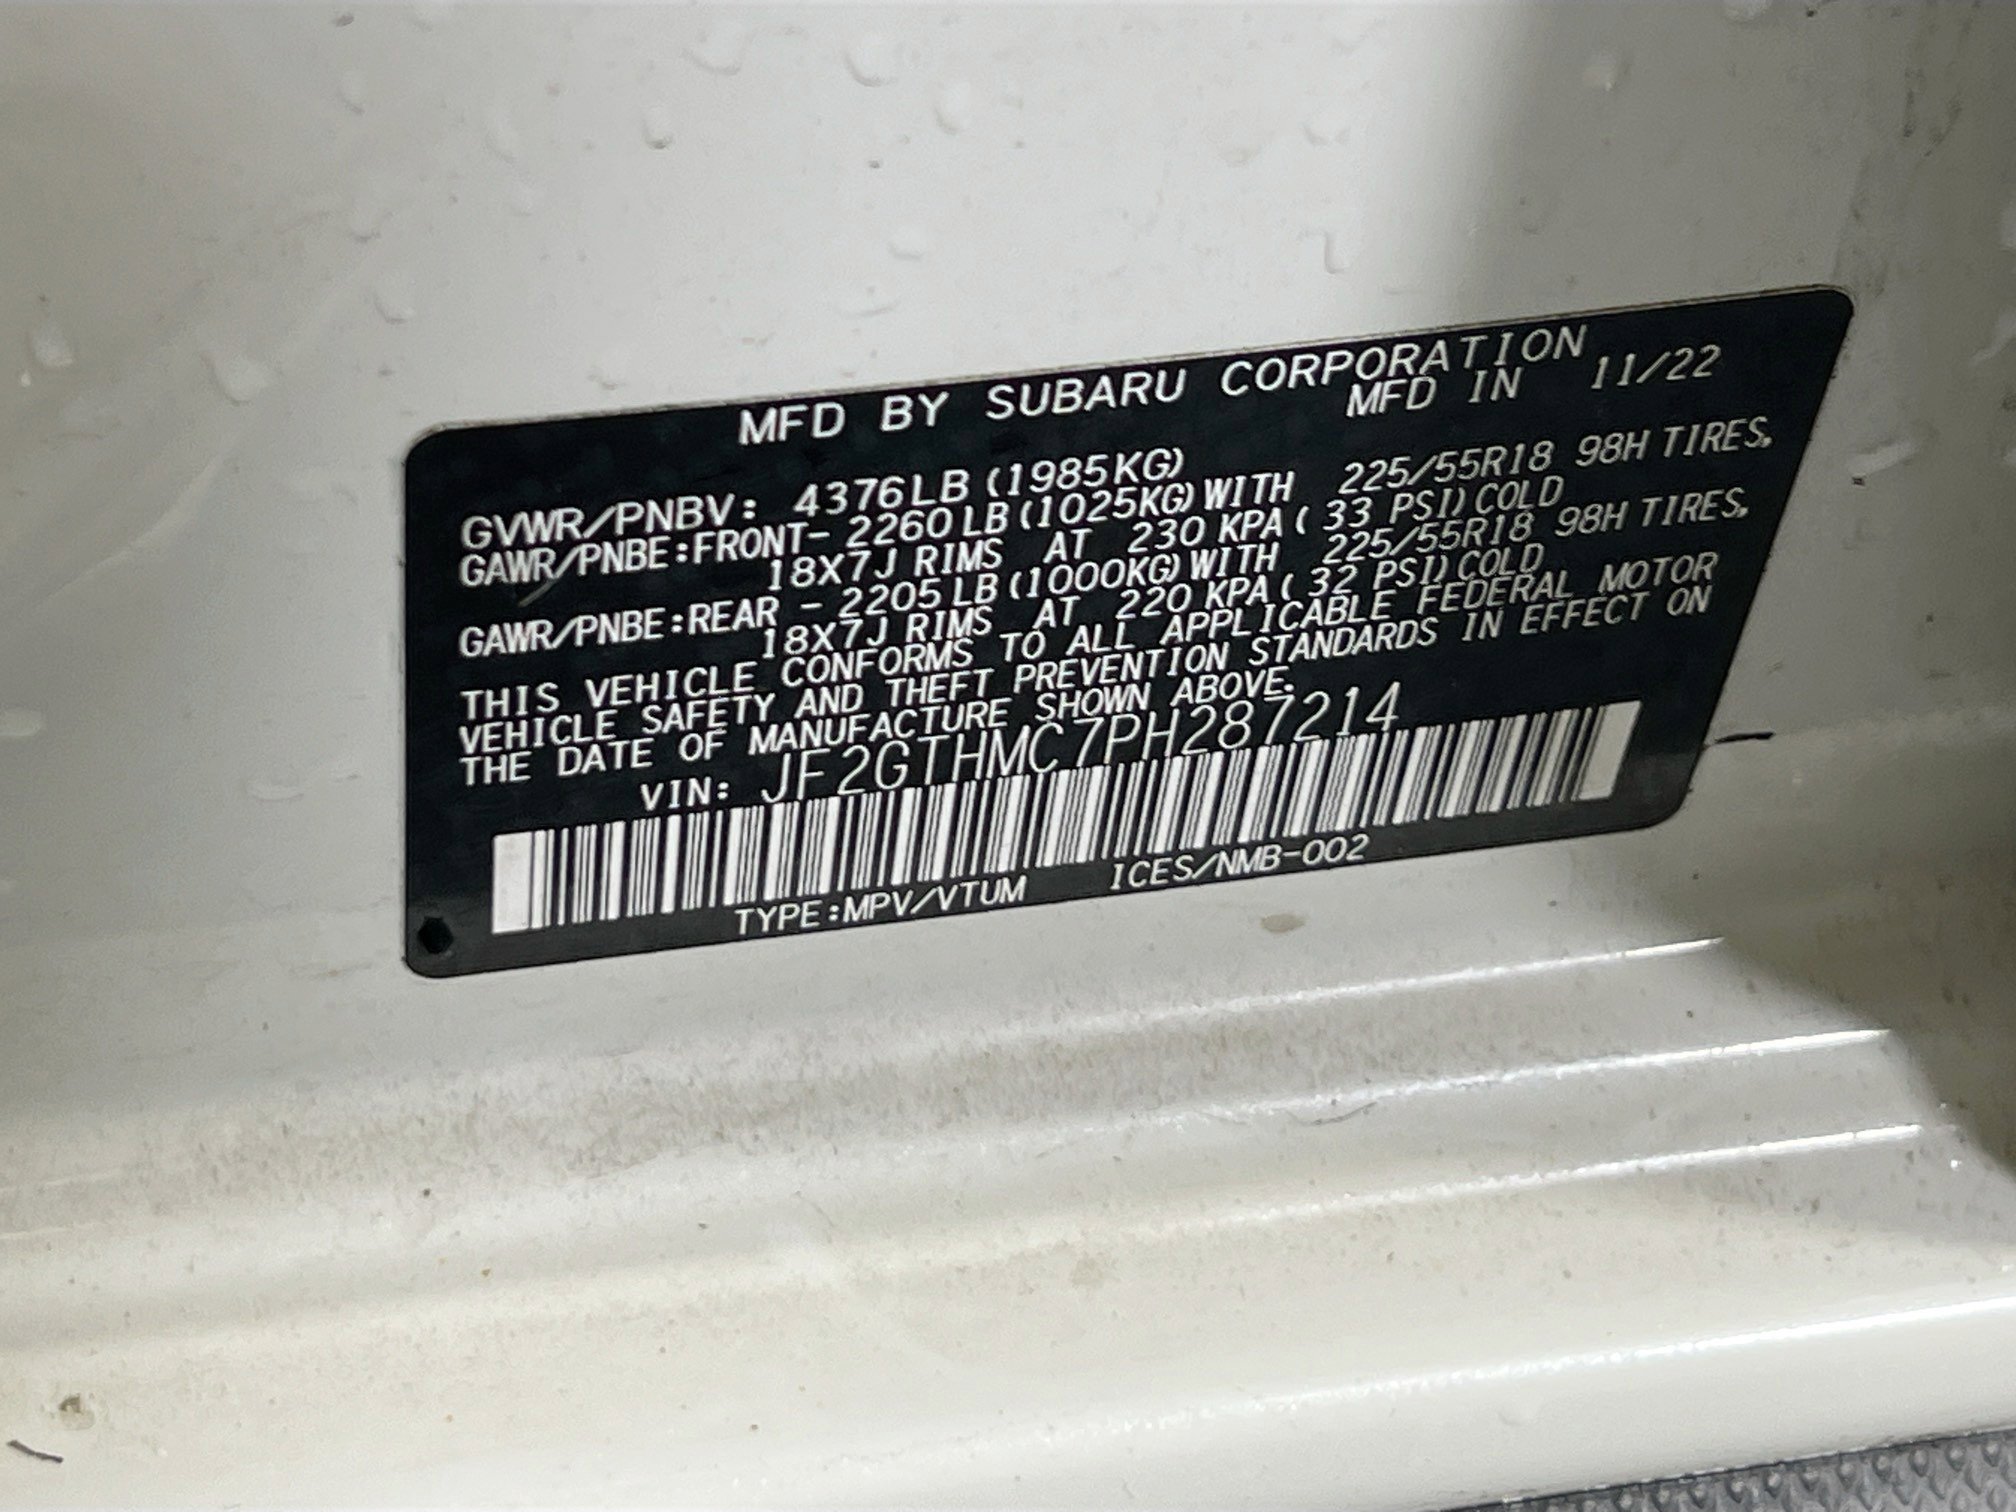 MFD BY SUBARU CORPORATION
MFD IN 11/22
GVWR/PNBV: 4376LB (1985KG)
GAWR/PNBE:FRONT- 2260LB(1025KG)WITH 225/55R18 98H TIRES,
18X7J RIMS AT 230 KPA( 33 PSI)COLD
GAWR/PNBE:REAR - 2205LB(1000KG)WITH 225/55R18 98H TIRES,
18X7J RIMS AT 220 KPA( 32 PSI)COLD
THIS VEHICLE CONFORMS TO ALL APPLICABLE FEDERAL MOTOR
VEHICLE SAFETY AND THEFT PREVENTION STANDARDS IN EFFECT ON
THE DATE OF MANUFACTURE SHOWN ABOVE.
VIN: JF2GTHMC7PH287214
TYPE:MPV/VTUM ICES/NMB-002